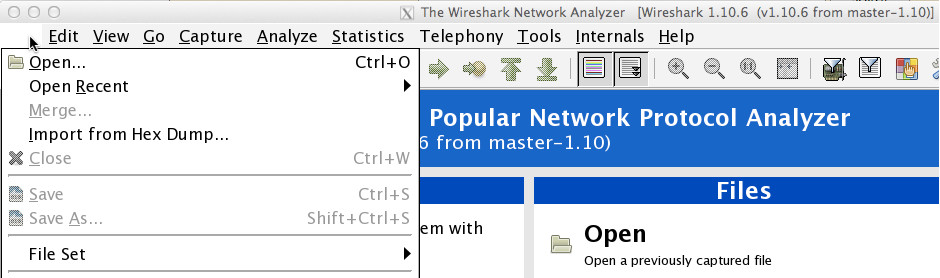 The Wireshark Network Analyzer [Wireshark 1.10.6 (v1.10.6 from master-1.10)]
Edit View Go Capture Analyze Statistics Telephony Tools Internals Help
Open... Ctrl+O
Open Recent
Merge...
Import from Hex Dump...
Close Ctrl+W
Save Ctrl+S
Save As... Shift+Ctrl+S
File Set
Popular Network Protocol Analyzer
6 from master-1.10)
em with
Files
Open
Open a previously captured file